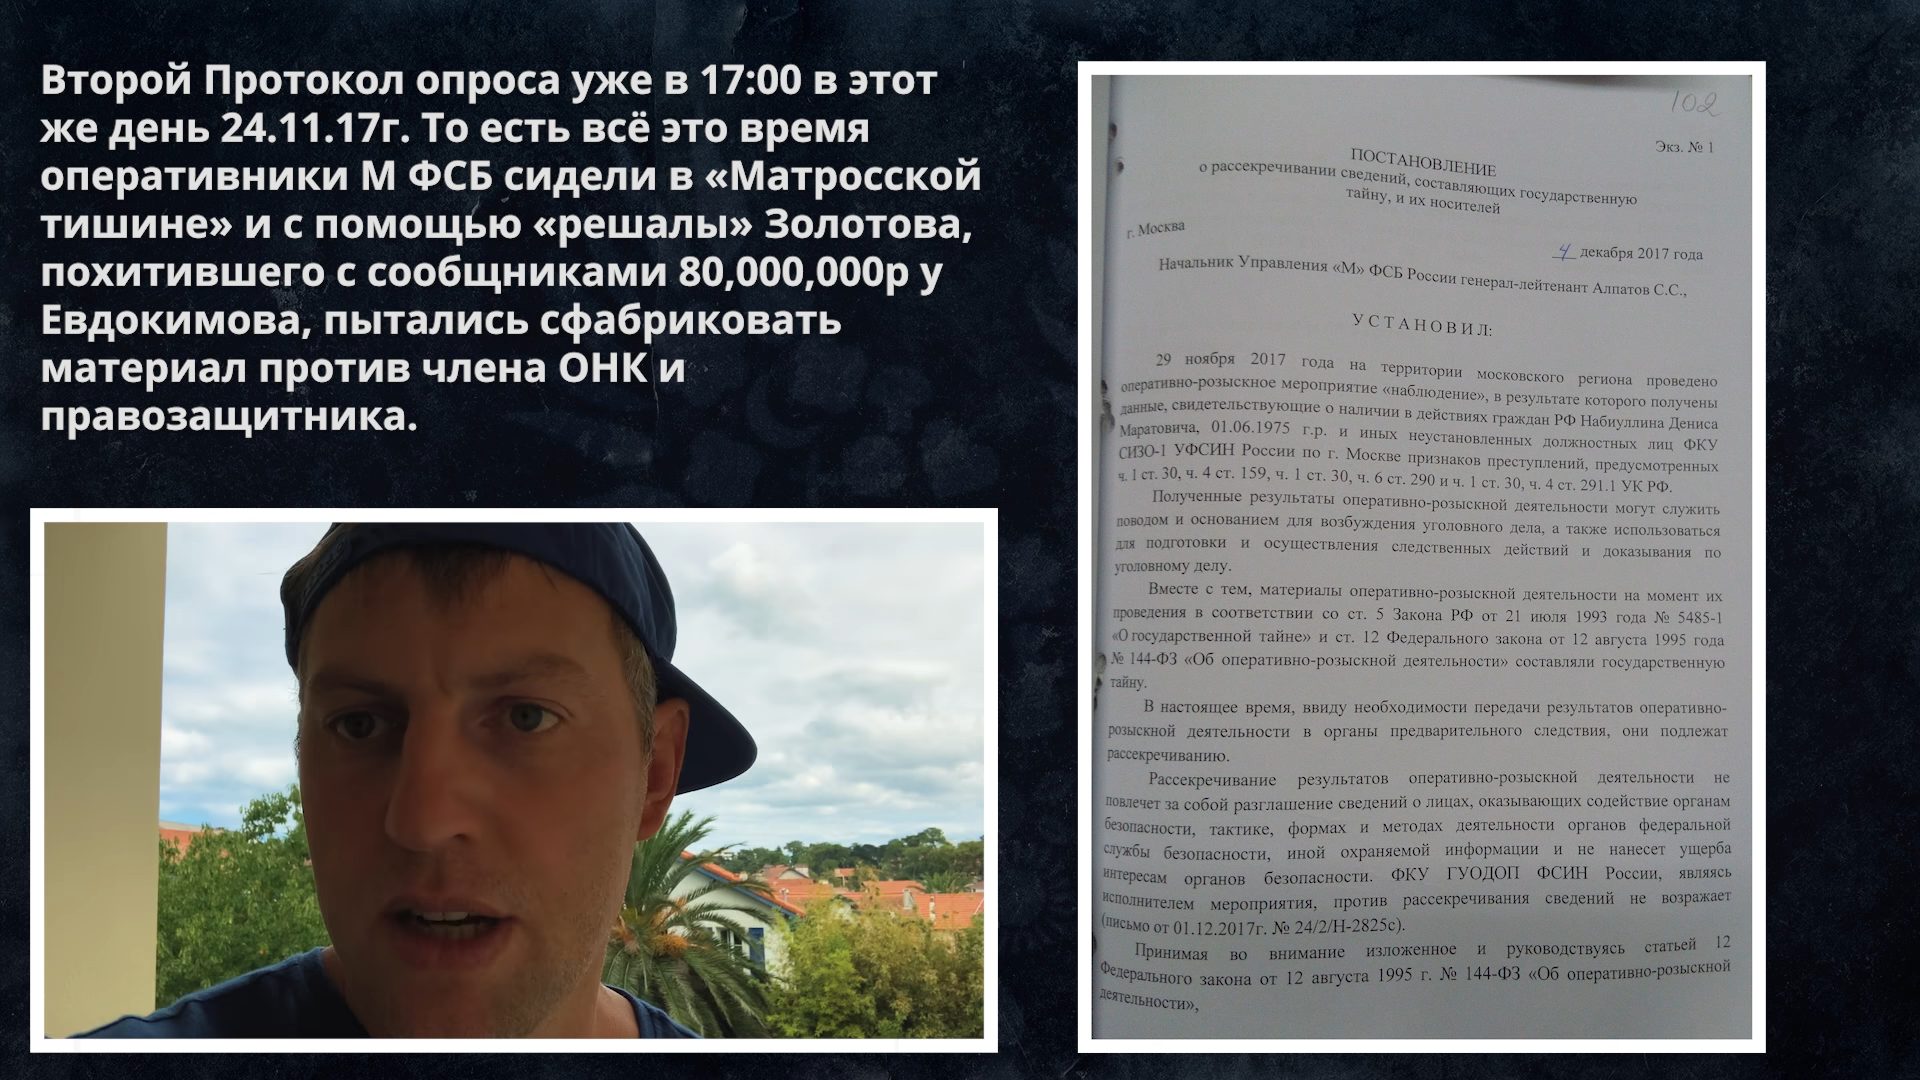 Второй Протокол опроса уже в 17:00 в этот
же день 24.11.17г. То есть всё это время
оперативники М ФСБ сидели в «Матросской
тишине» и с помощью «решалы» Золотова,
похитившего с сообщниками 80,000,000р у
Евдокимова, пытались сфабриковать
материал против члена ОНК и
правозащитника.
102
Экз. № 1
ПОСТАНОВЛЕНИЕ
о рассекречивании сведений, составляющих государственную
тайну, и их носителей
г. Москва
4 декабря 2017 года
Начальник Управления «М» ФСБ России генерал-лейтенант Алпатов С.С.,
У С Т А Н О В И Л:
29 ноября 2017 года на территории московского региона проведено
оперативно-розыскное мероприятие «наблюдение», в результате которого получены
данные, свидетельствующие о наличии в действиях граждан РФ Набиуллина Дениса
Маратовича, 01.06.1975 г.р. и иных неустановленных должностных лиц ФКУ
СИЗО-1 УФСИН России по г. Москве признаков преступлений, предусмотренных
ч. 1 ст. 30, ч. 4 ст. 159, ч. 1 ст. 30, ч. 6 ст. 290 и ч. 1 ст. 30, ч. 4 ст. 291.1 УК РФ.
Полученные результаты оперативно-розыскной деятельности могут служить
поводом и основанием для возбуждения уголовного дела, а также использоваться
для подготовки и осуществления следственных действий и доказывания по
уголовному делу.
Вместе с тем, материалы оперативно-розыскной деятельности на момент их
проведения в соответствии со ст. 5 Закона РФ от 21 июля 1993 года № 5485-1
«О государственной тайне» и ст. 12 Федерального закона от 12 августа 1995 года
№ 144-ФЗ «Об оперативно-розыскной деятельности» составляли государственную
тайну.
В настоящее время, ввиду необходимости передачи результатов оперативно-
розыскной деятельности в органы предварительного следствия, они подлежат
рассекречиванию.
Рассекречивание результатов оперативно-розыскной деятельности не
повлечет за собой разглашение сведений о лицах, оказывающих содействие органам
безопасности, тактике, формах и методах деятельности органов федеральной
службы безопасности, иной охраняемой информации и не нанесет ущерба
интересам органов безопасности. ФКУ ГУОДОП ФСИН России, являясь
исполнителем мероприятия, против рассекречивания сведений не возражает
(письмо от 01.12.2017г. № 24/2/Н-2825с).
Принимая во внимание изложенное и руководствуясь статьей 12
Федерального закона от 12 августа 1995 г. № 144-ФЗ «Об оперативно-розыскной
деятельности»,